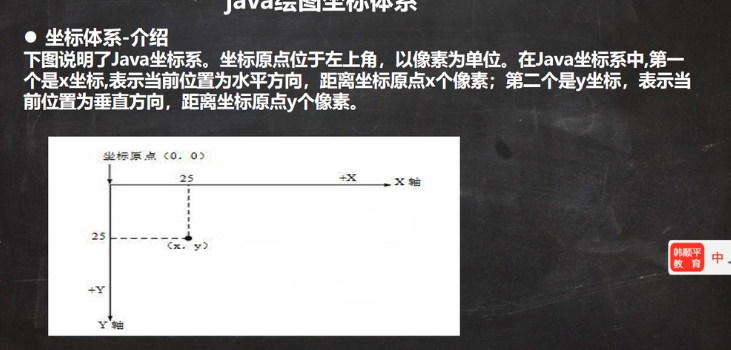 java绘图坐标体系
● 坐标体系-介绍
下图说明了Java坐标系。坐标原点位于左上角，以像素为单位。在Java坐标系中,第一
个是x坐标,表示当前位置为水平方向，距离坐标原点x个像素；第二个是y坐标，表示当
前位置为垂直方向，距离坐标原点y个像素。
坐标原点（0，0）
25
+X
X 轴
25
（x，y）
+Y
Y 轴
韩顺平
教 育
中